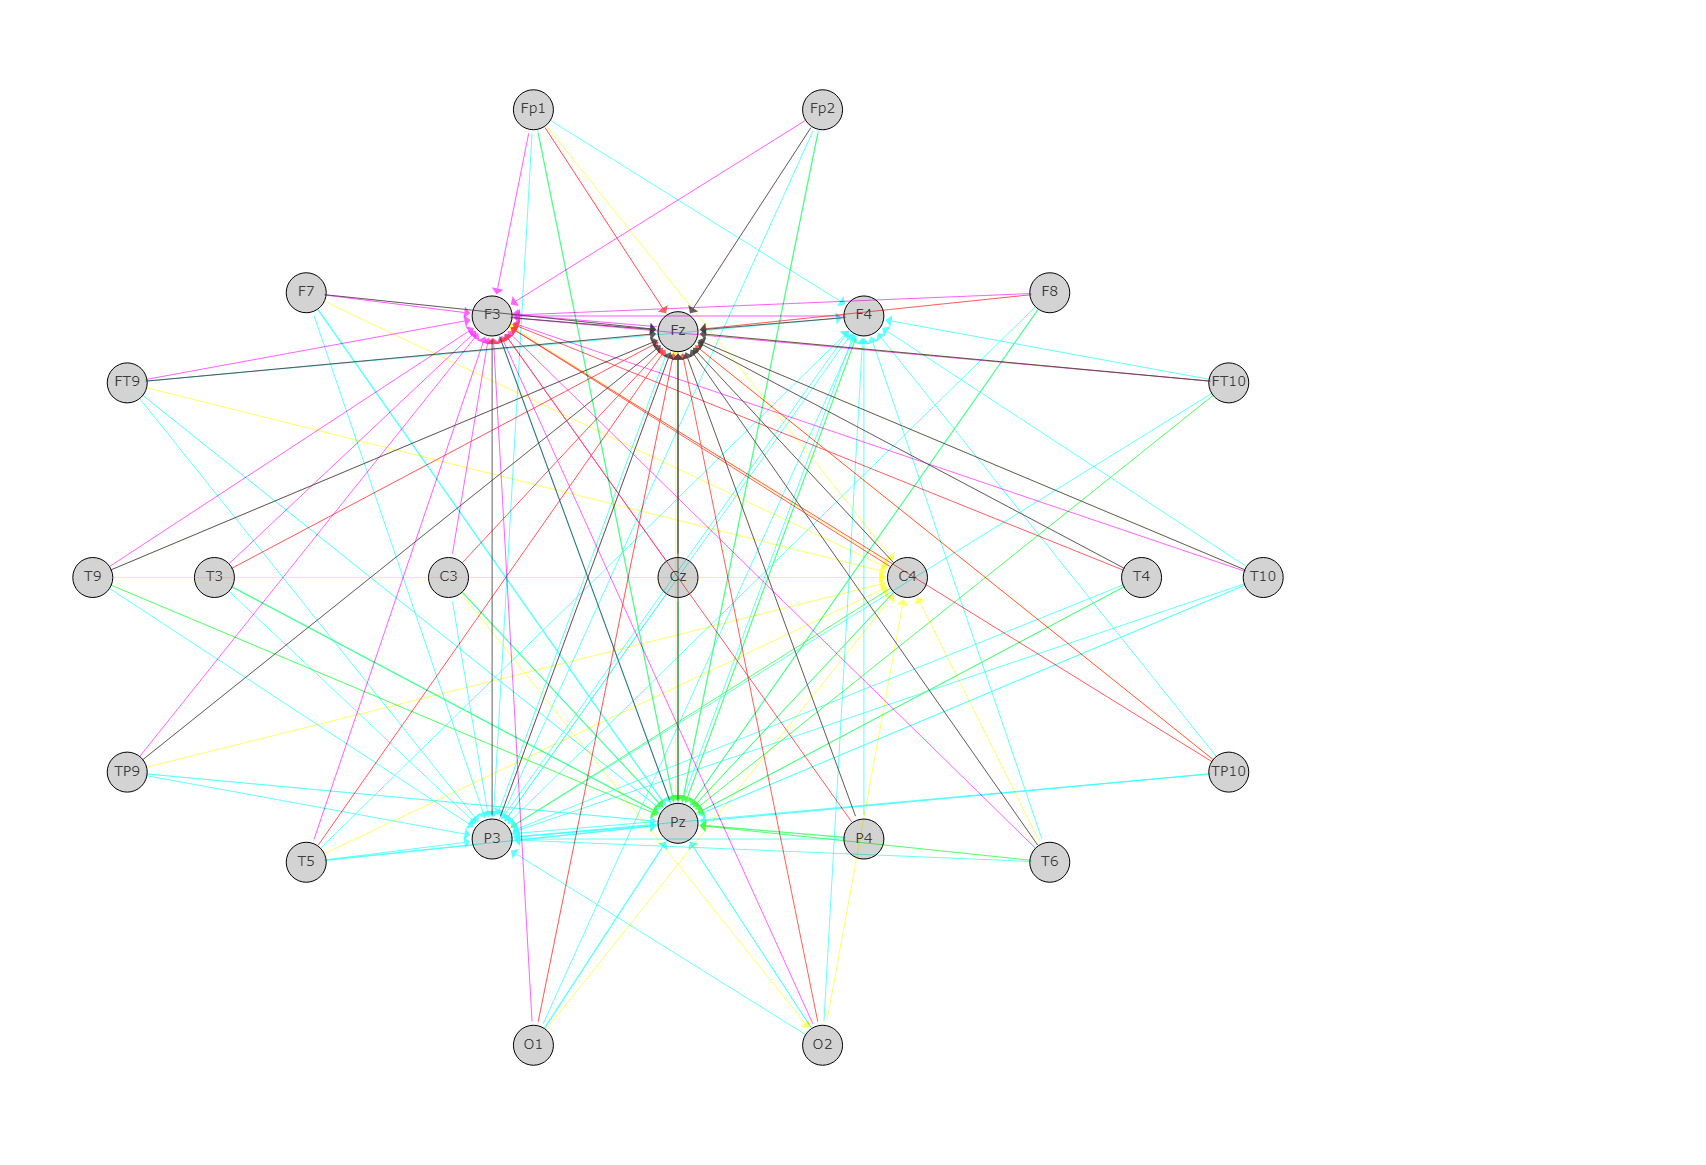 Fp1 Fp2
F7 F3 Fz F4 F8
FT9 FT10
T9 T3 C3 Cz C4 T4 T10
TP9 TP10
T5 P3 Pz P4 T6
O1 O2